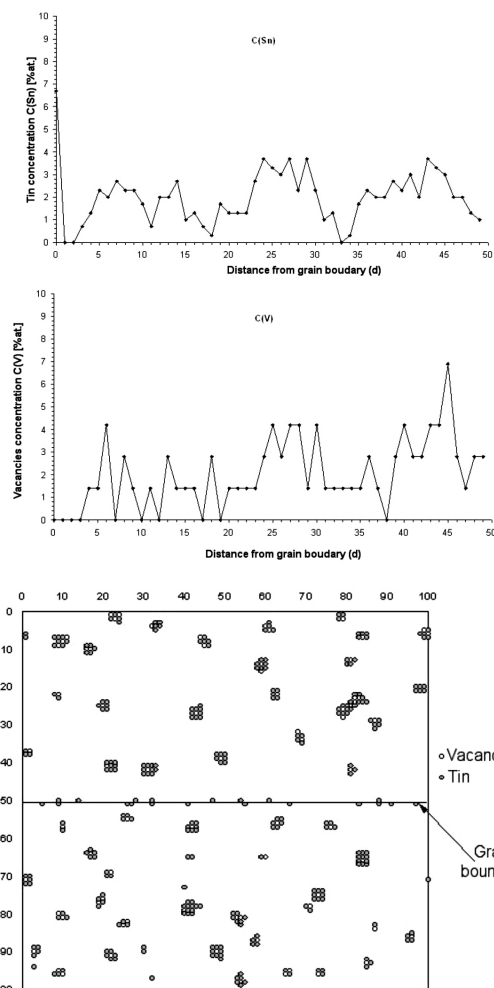 C(Sn)
Tin concentration C(Sn) [%at.]
10
9
8
7
6
5
4
3
2
1
0
0 5 10 15 20 25 30 35 40 45 50
Distance from grain boudary (d)
C(V)
Vacancies concentration C(V) [%at.]
10
9
8
7
6
5
4
3
2
1
0
0 5 10 15 20 25 30 35 40 45 50
Distance from grain boudary (d)
0 10 20 30 40 50 60 70 80 90 100
0
10
20
30
40
50
60
70
80
90
Vacanc
Tin
Gra
boun